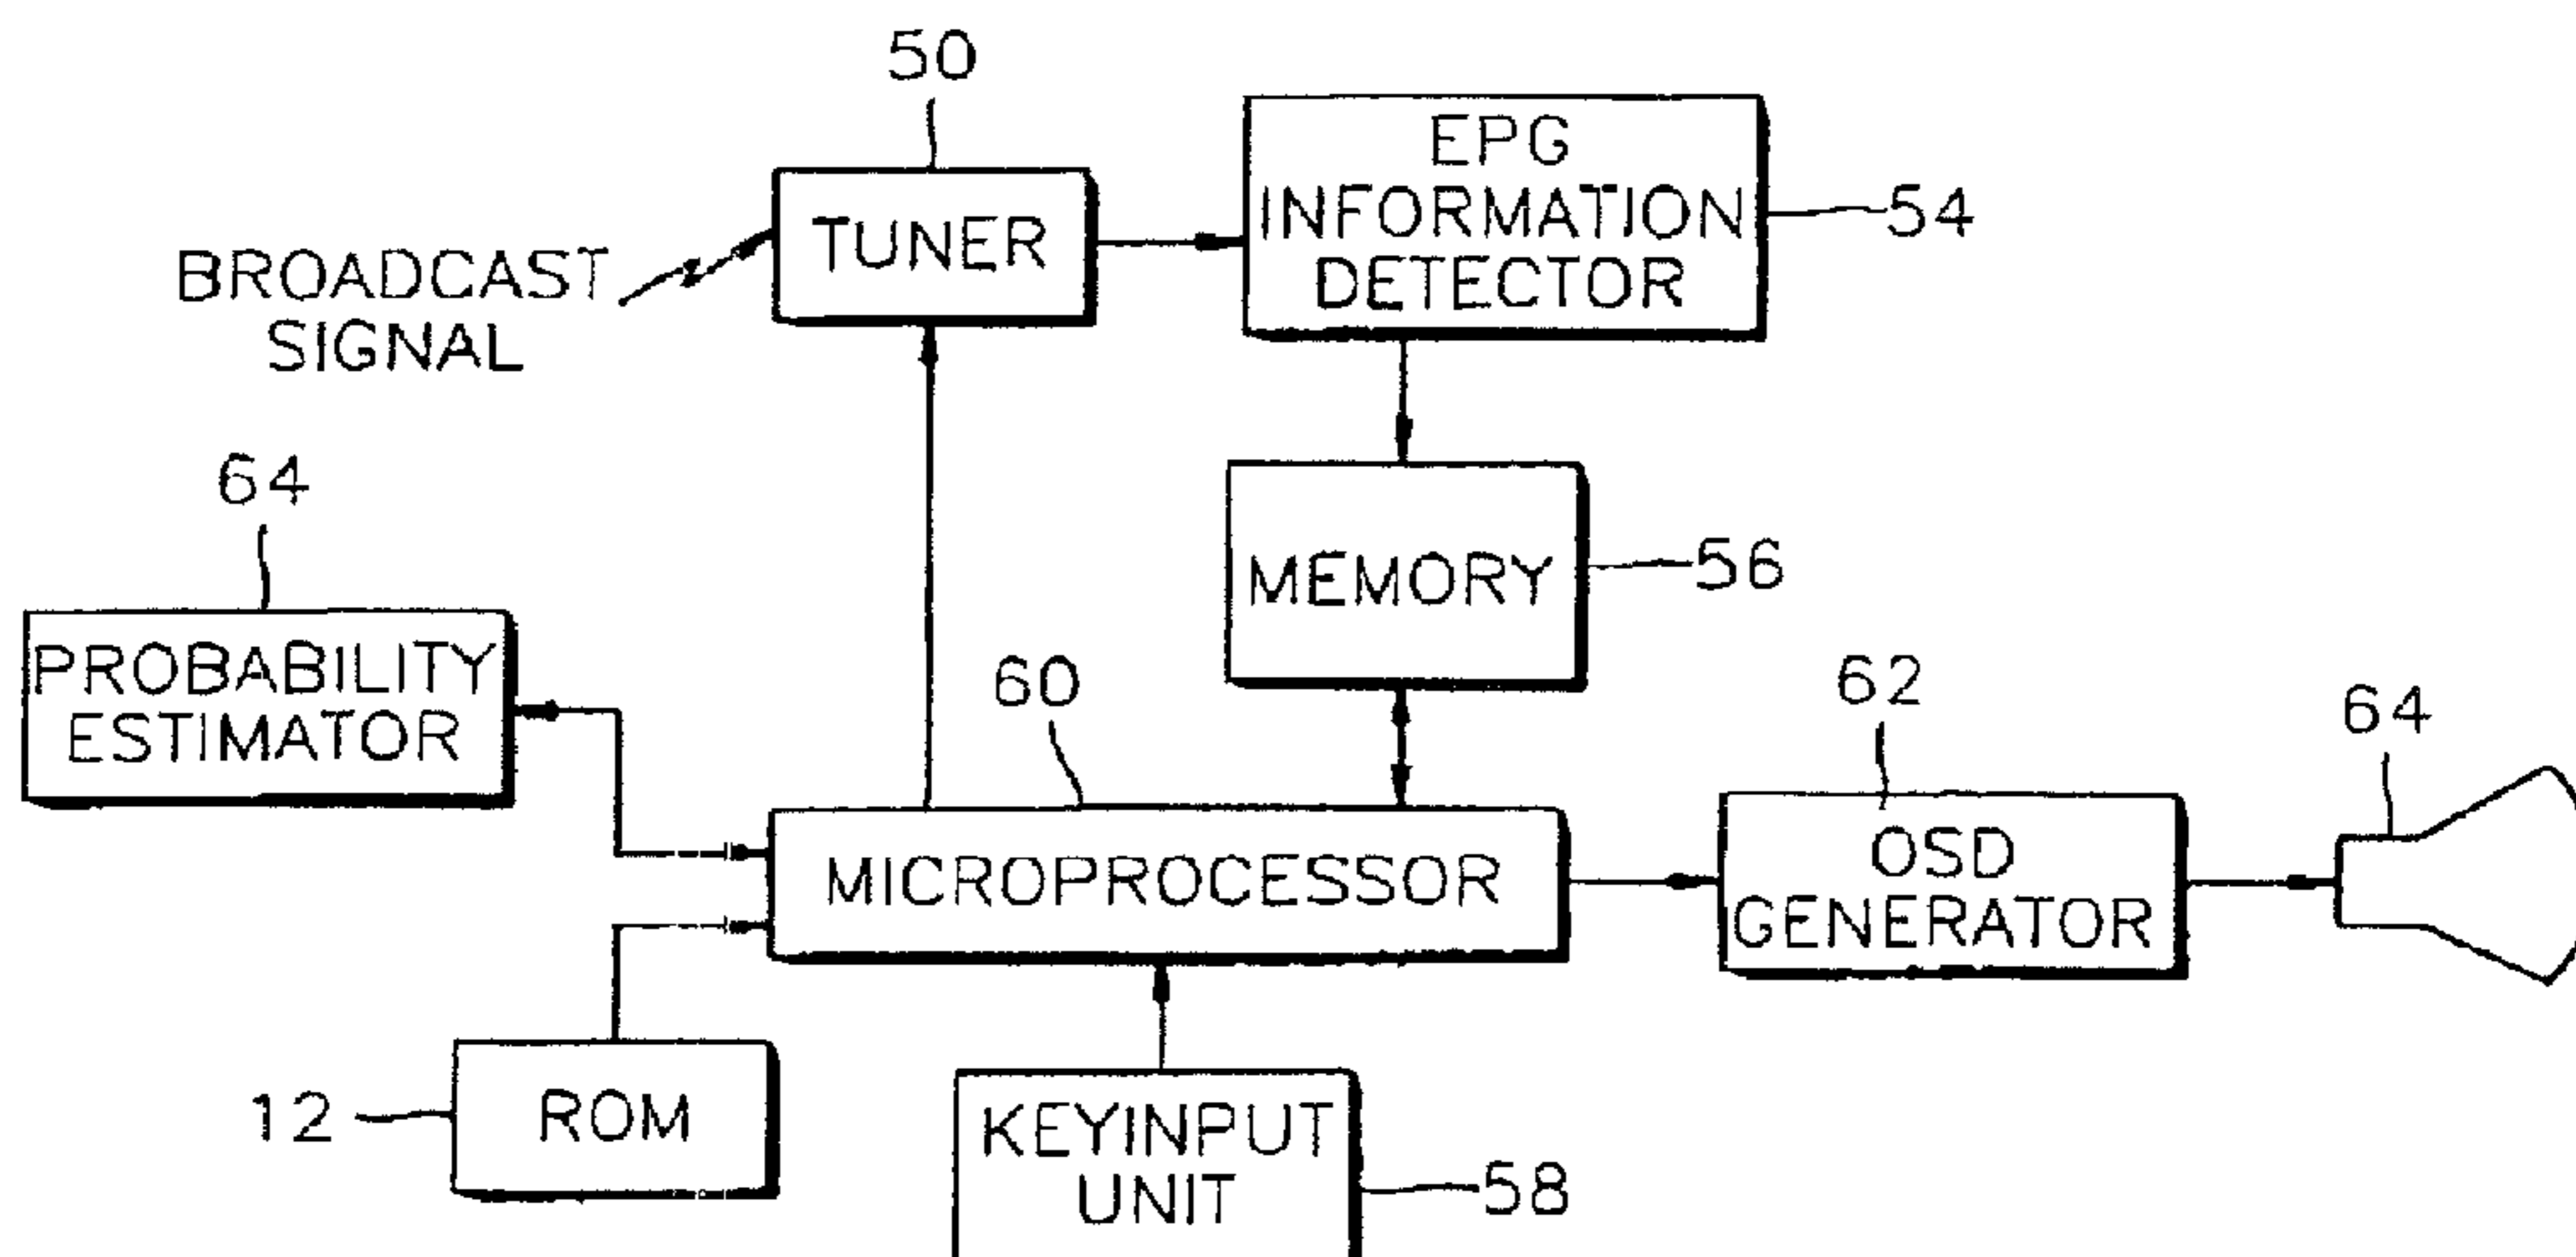 50
EPG
INFORMATION
DETECTOR
54
TUNER
BROADCAST
SIGNAL
64
PROBABILITY
ESTIMATOR
MEMORY
56
60
62
64
MICROPROCESSOR
OSD
GENERATOR
12
ROM
KEYINPUT
UNIT
58